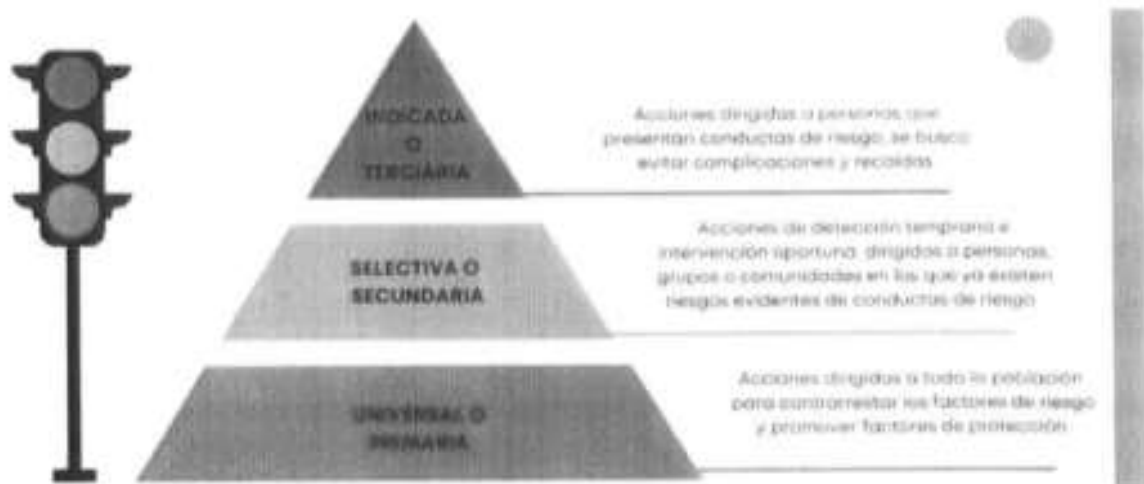 INDICADA
O
TERCIARIA
Acciones dirigidas a personas que
presentan conductas de riesgo, se busca
evitar complicaciones y recaídas
SELECTIVA O
SECUNDARIA
Acciones de detección temprana e
intervención oportuna, dirigidas a personas,
grupos o comunidades en los que ya existen
riesgos evidentes de conductas de riesgo
UNIVERSAL O
PRIMARIA
Acciones dirigidas a toda la población
para contrarrestar los factores de riesgo
y promover factores de protección